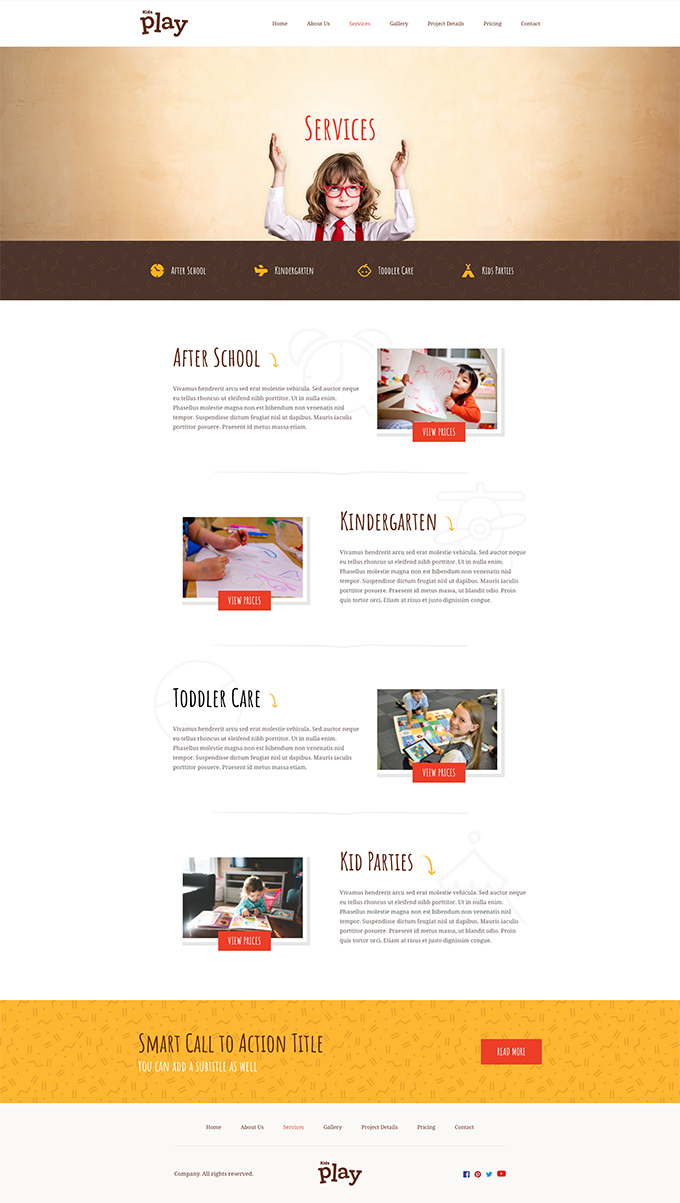 Kids
play
Home About Us Services Gallery Project Details Pricing Contact
Services
After School Kindergarten Toddler Care Kids Parties
After School
Vivamus hendrerit arcu sed erat molestie vehicula. Sed auctor neque
eu tellus rhoncus ut eleifend nibh porttitor. Ut in nulla enim.
Phasellus molestie magna non est bibendum non venenatis nisl
tempor. Suspendisse dictum feugiat nisl ut dapibus. Mauris iaculis
porttitor posuere. Praesent id metus massa etiam.
VIEW PRICES
Kindergarten
Vivamus hendrerit arcu sed erat molestie vehicula. Sed auctor neque
eu tellus rhoncus ut eleifend nibh porttitor. Ut in nulla enim.
Phasellus molestie magna non est bibendum non venenatis nisl
tempor. Suspendisse dictum feugiat nisl ut dapibus. Mauris iaculis
porttitor posuere. Praesent id metus massa, ut blandit odio. Proin
quis tortor orci. Etiam at risus et justo dignissim congue.
VIEW PRICES
Toddler Care
Vivamus hendrerit arcu sed erat molestie vehicula. Sed auctor neque
eu tellus rhoncus ut eleifend nibh porttitor. Ut in nulla enim.
Phasellus molestie magna non est bibendum non venenatis nisl
tempor. Suspendisse dictum feugiat nisl ut dapibus. Mauris iaculis
porttitor posuere. Praesent id metus massa etiam.
VIEW PRICES
Kid Parties
Vivamus hendrerit arcu sed erat molestie vehicula. Sed auctor neque
eu tellus rhoncus ut eleifend nibh porttitor. Ut in nulla enim.
Phasellus molestie magna non est bibendum non venenatis nisl
tempor. Suspendisse dictum feugiat nisl ut dapibus. Mauris iaculis
porttitor posuere. Praesent id metus massa, ut blandit odio. Proin
quis tortor orci. Etiam at risus et justo dignissim congue.
VIEW PRICES
Smart Call to Action Title
You can add a subtitle as well
READ MORE
Home About Us Services Gallery Project Details Pricing Contact
Company. All rights reserved.
Kids
play